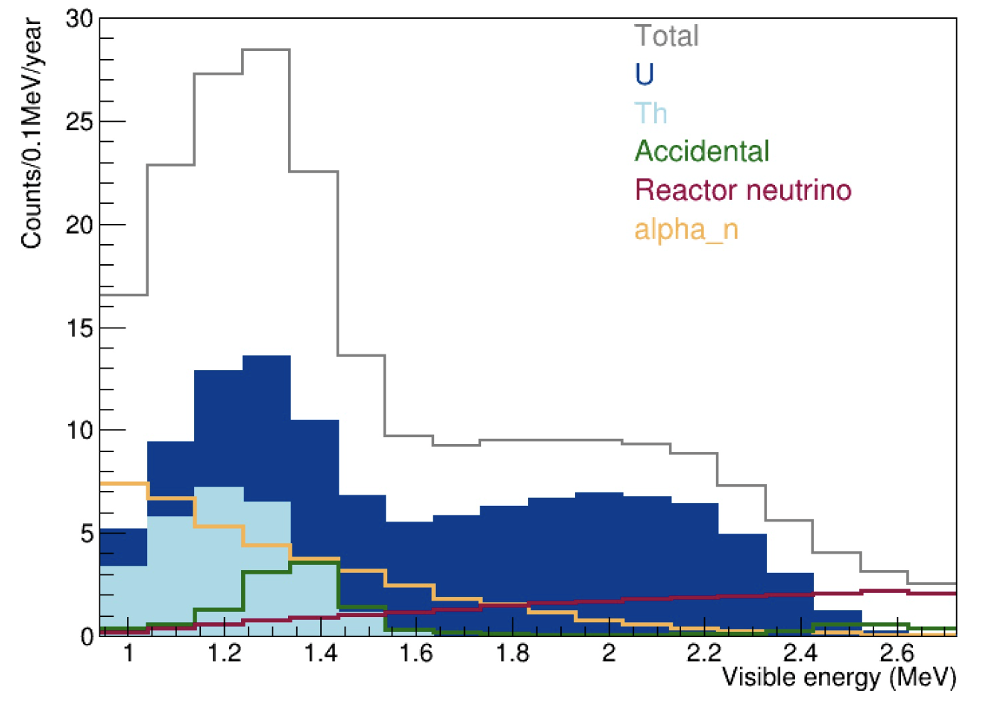 Counts/0.1MeV/year
30
25
20
15
10
5
0
Total
U
Th
Accidental
Reactor neutrino
alpha_n
1 1.2 1.4 1.6 1.8 2 2.2 2.4 2.6
Visible energy (MeV)